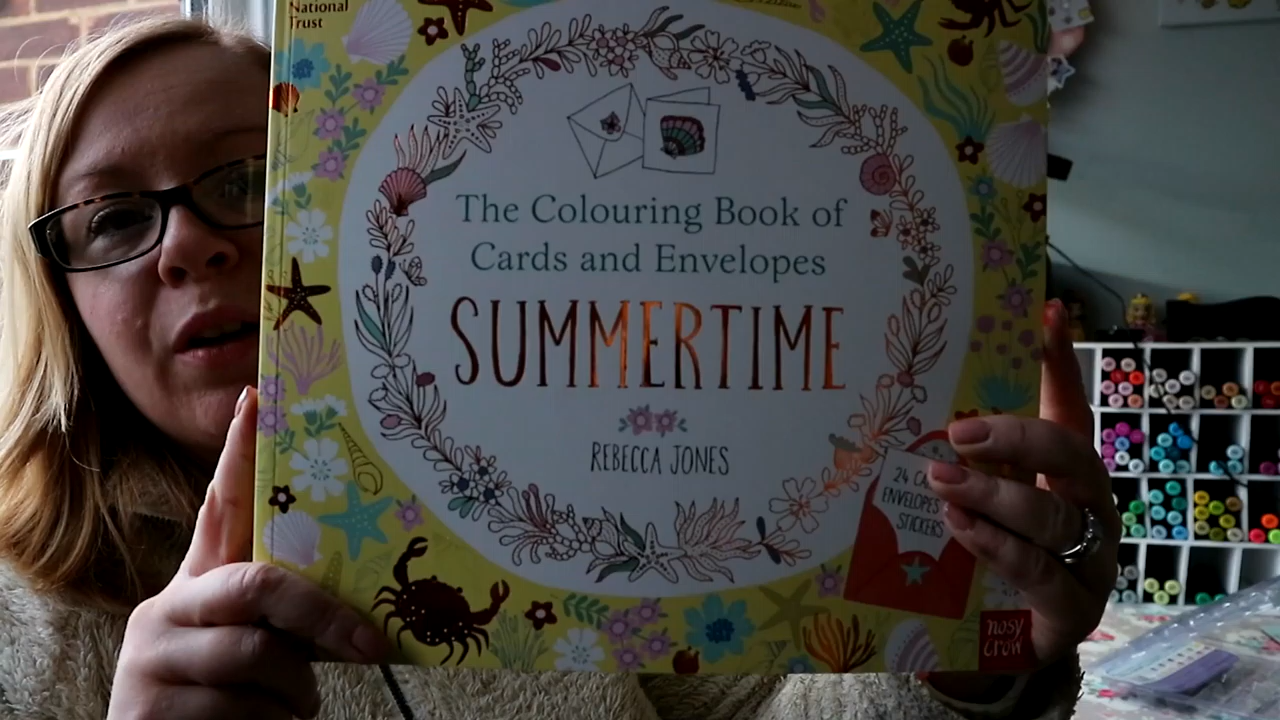 National
Trust
The Colouring Book of
Cards and Envelopes
SUMMERTIME
REBECCA JONES
24
ENVELOPES
STICKERS
nosy
crow